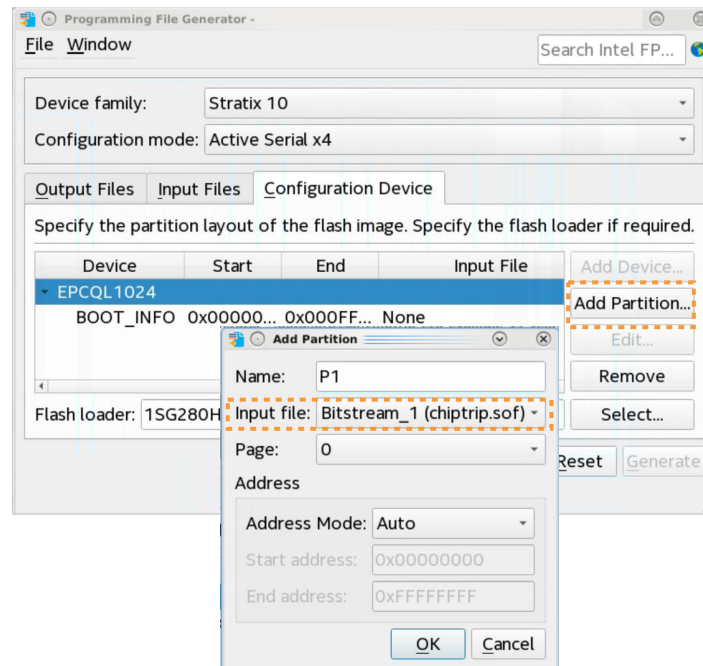 Programming File Generator -
File Window
Search Intel FP...
Device family: Stratix 10
Configuration mode: Active Serial x4
Output Files Input Files Configuration Device
Specify the partition layout of the flash image. Specify the flash loader if required.
Device Start End Input File
Add Device...
EPCQL1024
Add Partition...
BOOT_INFO 0x00000... 0x000FF... None
Edit...
Remove
Flash loader: 1SG280H
Select...
Reset Generate
Add Partition
Name: P1
Input file: Bitstream_1 (chiptrip.sof)
Page: 0
Address
Address Mode: Auto
Start address: 0x00000000
End address: 0xFFFFFFFF
OK Cancel